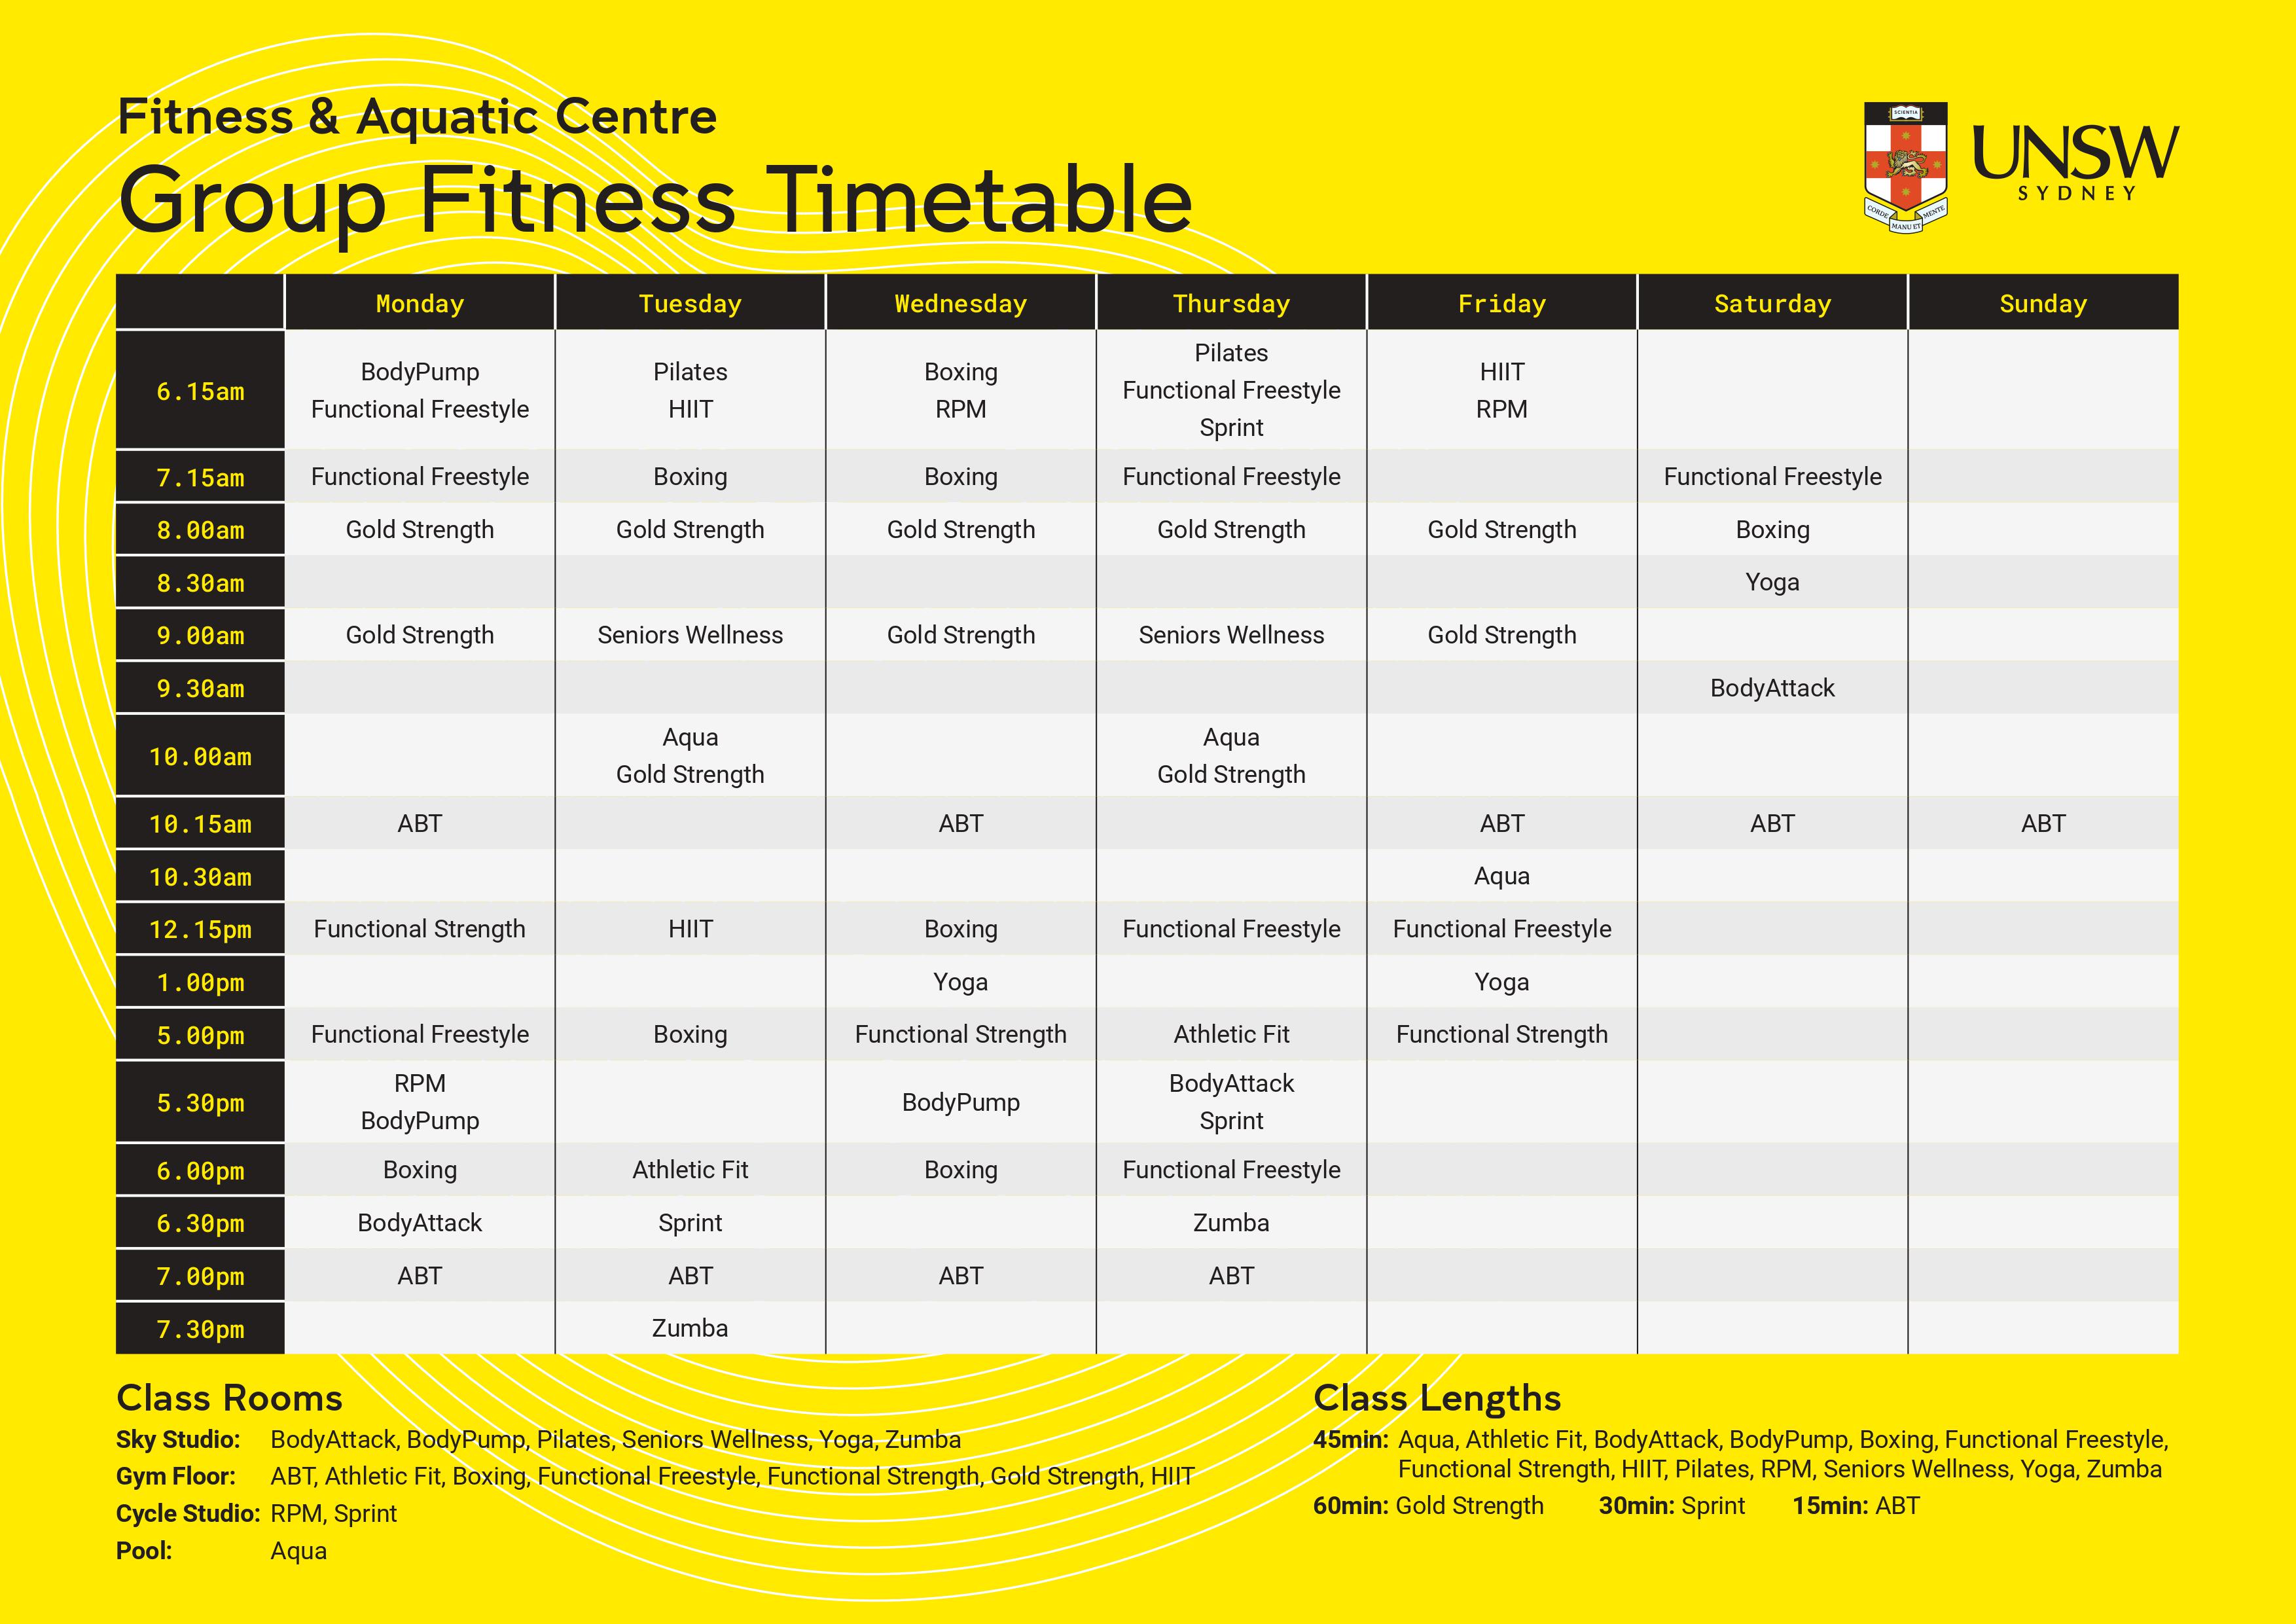 Fitness & Aquatic Centre
Group Fitness Timetable
SCIENTIA
CORDE
MANU ET
MENTE
UNSW
SYDNEY
Monday Tuesday Wednesday Thursday Friday Saturday Sunday
6.15am
BodyPump
Functional Freestyle
Pilates
HIIT
Boxing
RPM
Pilates
Functional Freestyle
Sprint
HIIT
RPM
7.15am Functional Freestyle Boxing Boxing Functional Freestyle Functional Freestyle
8.00am Gold Strength Gold Strength Gold Strength Gold Strength Gold Strength Boxing
8.30am Yoga
9.00am Gold Strength Seniors Wellness Gold Strength Seniors Wellness Gold Strength
9.30am BodyAttack
10.00am
Aqua
Gold Strength
Aqua
Gold Strength
10.15am ABT ABT ABT ABT ABT
10.30am Aqua
12.15pm Functional Strength HIIT Boxing Functional Freestyle Functional Freestyle
1.00pm Yoga Yoga
5.00pm Functional Freestyle Boxing Functional Strength Athletic Fit Functional Strength
5.30pm
RPM
BodyPump
BodyPump
BodyAttack
Sprint
6.00pm Boxing Athletic Fit Boxing Functional Freestyle
6.30pm BodyAttack Sprint Zumba
7.00pm ABT ABT ABT ABT
7.30pm Zumba
Class Rooms
Sky Studio: BodyAttack, BodyPump, Pilates, Seniors Wellness, Yoga, Zumba
Gym Floor: ABT, Athletic Fit, Boxing, Functional Freestyle, Functional Strength, Gold Strength, HIIT
Cycle Studio: RPM, Sprint
Pool: Aqua
Class Lengths
45min: Aqua, Athletic Fit, BodyAttack, BodyPump, Boxing, Functional Freestyle,
Functional Strength, HIIT, Pilates, RPM, Seniors Wellness, Yoga, Zumba
60min: Gold Strength 30min: Sprint 15min: ABT